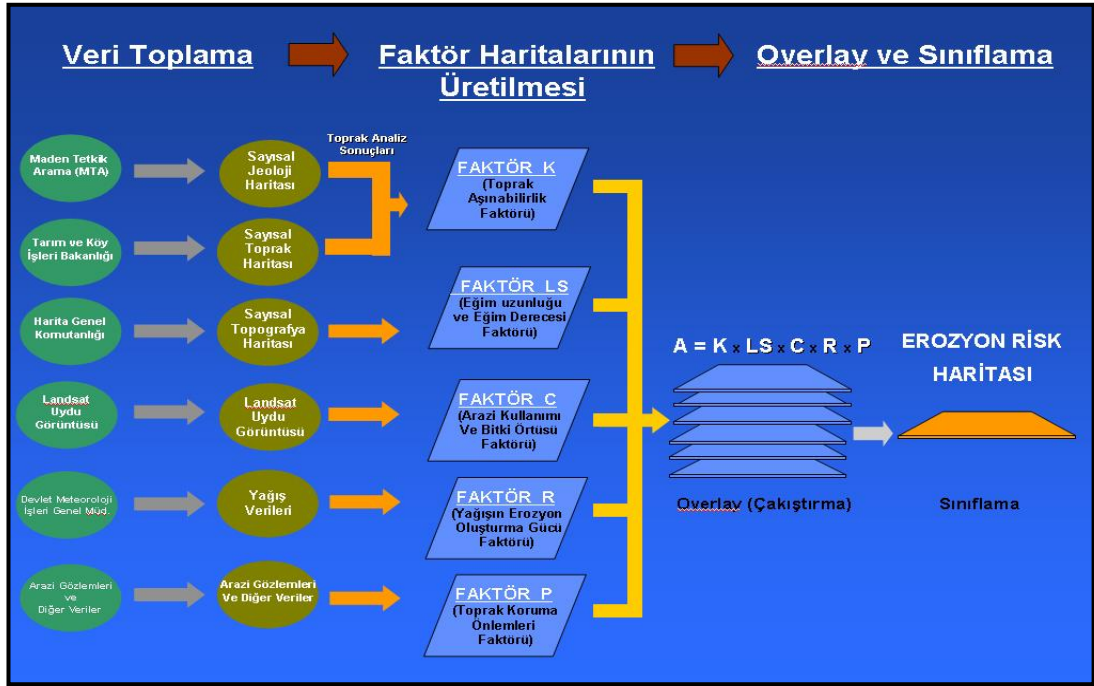 Veri Toplama
Faktör Haritalarının
Üretilmesi
Overlay ve Sınıflama
Maden Tetkik
Arama (MTA)
Sayısal
Jeoloji
Haritası
Toprak Analiz
Sonuçları
FAKTÖR K
(Toprak
Aşınabilirlik
Faktörü)
Tarım ve Köy
İşleri Bakanlığı
Sayısal
Toprak
Haritası
Harita Genel
Komutanlığı
Sayısal
Topografya
Haritası
FAKTÖR LS
(Eğim uzunluğu
ve Eğim Derecesi
Faktörü)
Landsat
Uydu
Görüntüsü
Landsat
Uydu
Görüntüsü
FAKTÖR C
(Arazi Kullanımı
Ve Bitki Örtüsü
Faktörü)
Devlet Meteoroloji
İşleri Genel Müd.
Yağış
Verileri
FAKTÖR R
(Yağışın Erozyon
Oluşturma Gücü
Faktörü)
Arazi Gözlemleri
ve
Diğer Veriler
Arazi Gözlemleri
Ve Diğer Veriler
FAKTÖR P
(Toprak Koruma
Önlemleri
Faktörü)
A = K x LS x C x R x P
Overlay (Çakıştırma)
EROZYON RİSK
HARİTASI
Sınıflama